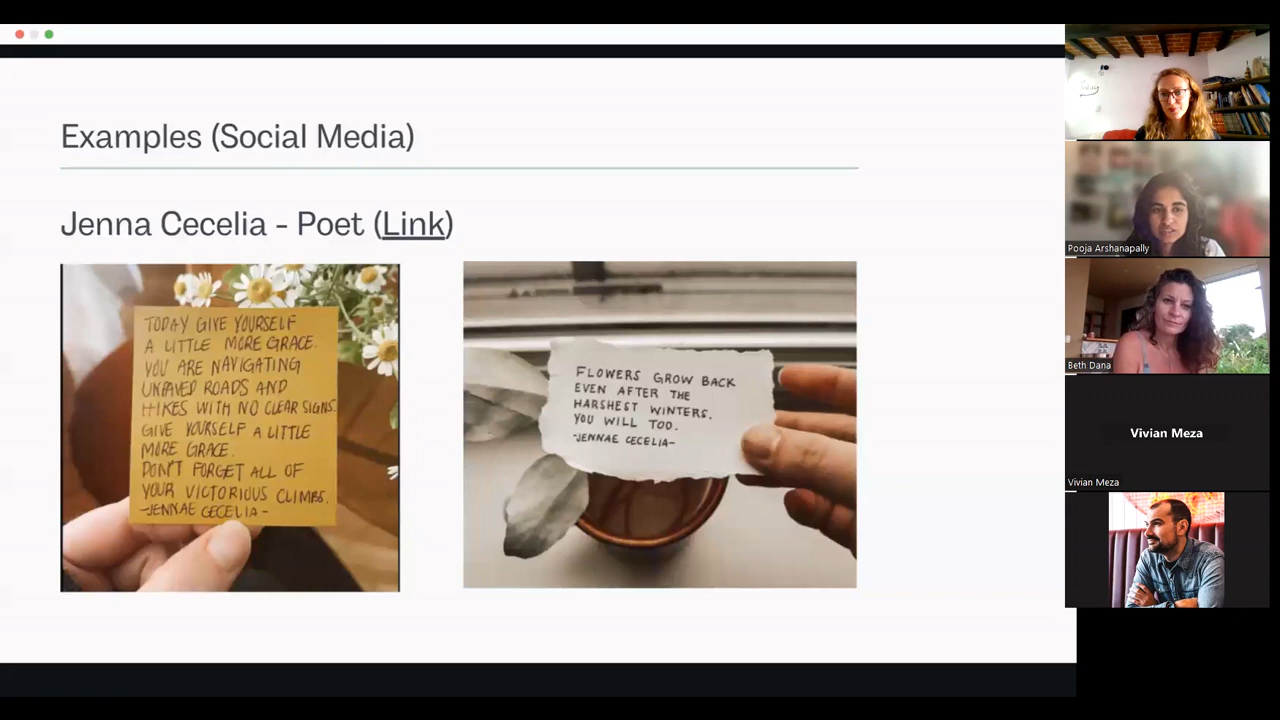 Examples (Social Media)
Jenna Cecelia - Poet (Link)
TODAY GIVE YOURSELF
A LITTLE MORE GRACE.
YOU ARE NAVIGATING
UNPAVED ROADS AND
HIKES WITH NO CLEAR SIGNS.
GIVE YOURSELF A LITTLE
MORE GRACE.
DON'T FORGET ALL OF
YOUR VICTORIOUS CLIMBS.
-JENNAE CECELIA-
FLOWERS GROW BACK
EVEN AFTER THE
HARSHEST WINTERS.
YOU WILL TOO.
-JENNAE CECELIA-
Pooja Arshanapally
Beth Dana
Vivian Meza
Vivian Meza